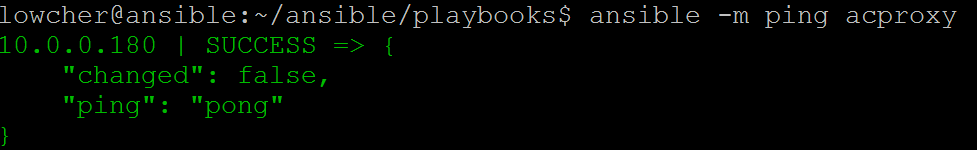 lowcher@ansible:~/ansible/playbooks$ ansible -m ping acproxy
10.0.0.180 | SUCCESS => {
    "changed": false,
    "ping": "pong"
}